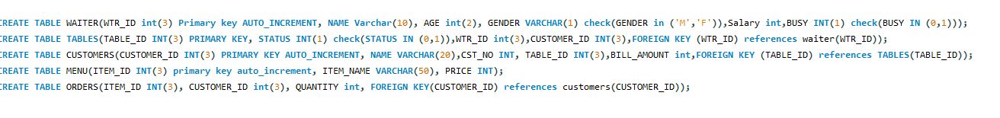 CREATE TABLE WAITER(WTR_ID int(3) Primary key AUTO_INCREMENT, NAME Varchar(10), AGE int(2), GENDER VARCHAR(1) check(GENDER in ('M','F')),Salary int,BUSY INT(1) check(BUSY IN (0,1)));
CREATE TABLE TABLES(TABLE_ID INT(3) PRIMARY KEY, STATUS INT(1) check(STATUS IN (0,1)),WTR_ID int(3),CUSTOMER_ID INT(3),FOREIGN KEY (WTR_ID) references waiter(WTR_ID));
CREATE TABLE CUSTOMERS(CUSTOMER_ID INT(3) PRIMARY KEY AUTO_INCREMENT, NAME VARCHAR(20),CST_NO INT, TABLE_ID INT(3),BILL_AMOUNT int,FOREIGN KEY (TABLE_ID) references TABLES(TABLE_ID));
CREATE TABLE MENU(ITEM_ID INT(3) primary key auto_increment, ITEM_NAME VARCHAR(50), PRICE INT);
CREATE TABLE ORDERS(ITEM_ID INT(3), CUSTOMER_ID int(3), QUANTITY int, FOREIGN KEY(CUSTOMER_ID) references customers(CUSTOMER_ID));